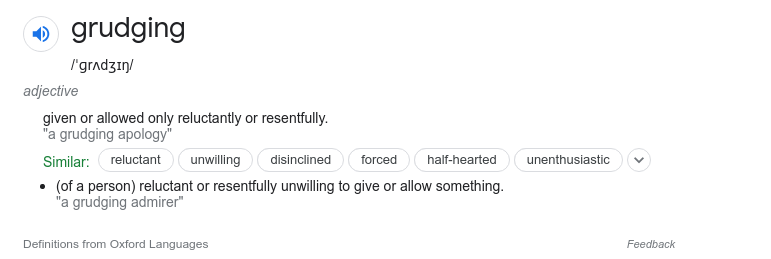 grudging
/ˈɡrʌdʒɪŋ/
adjective
given or allowed only reluctantly or resentfully.
"a grudging apology"
Similar: reluctant unwilling disinclined forced half-hearted unenthusiastic
• (of a person) reluctant or resentfully unwilling to give or allow something.
"a grudging admirer"
Definitions from Oxford Languages Feedback